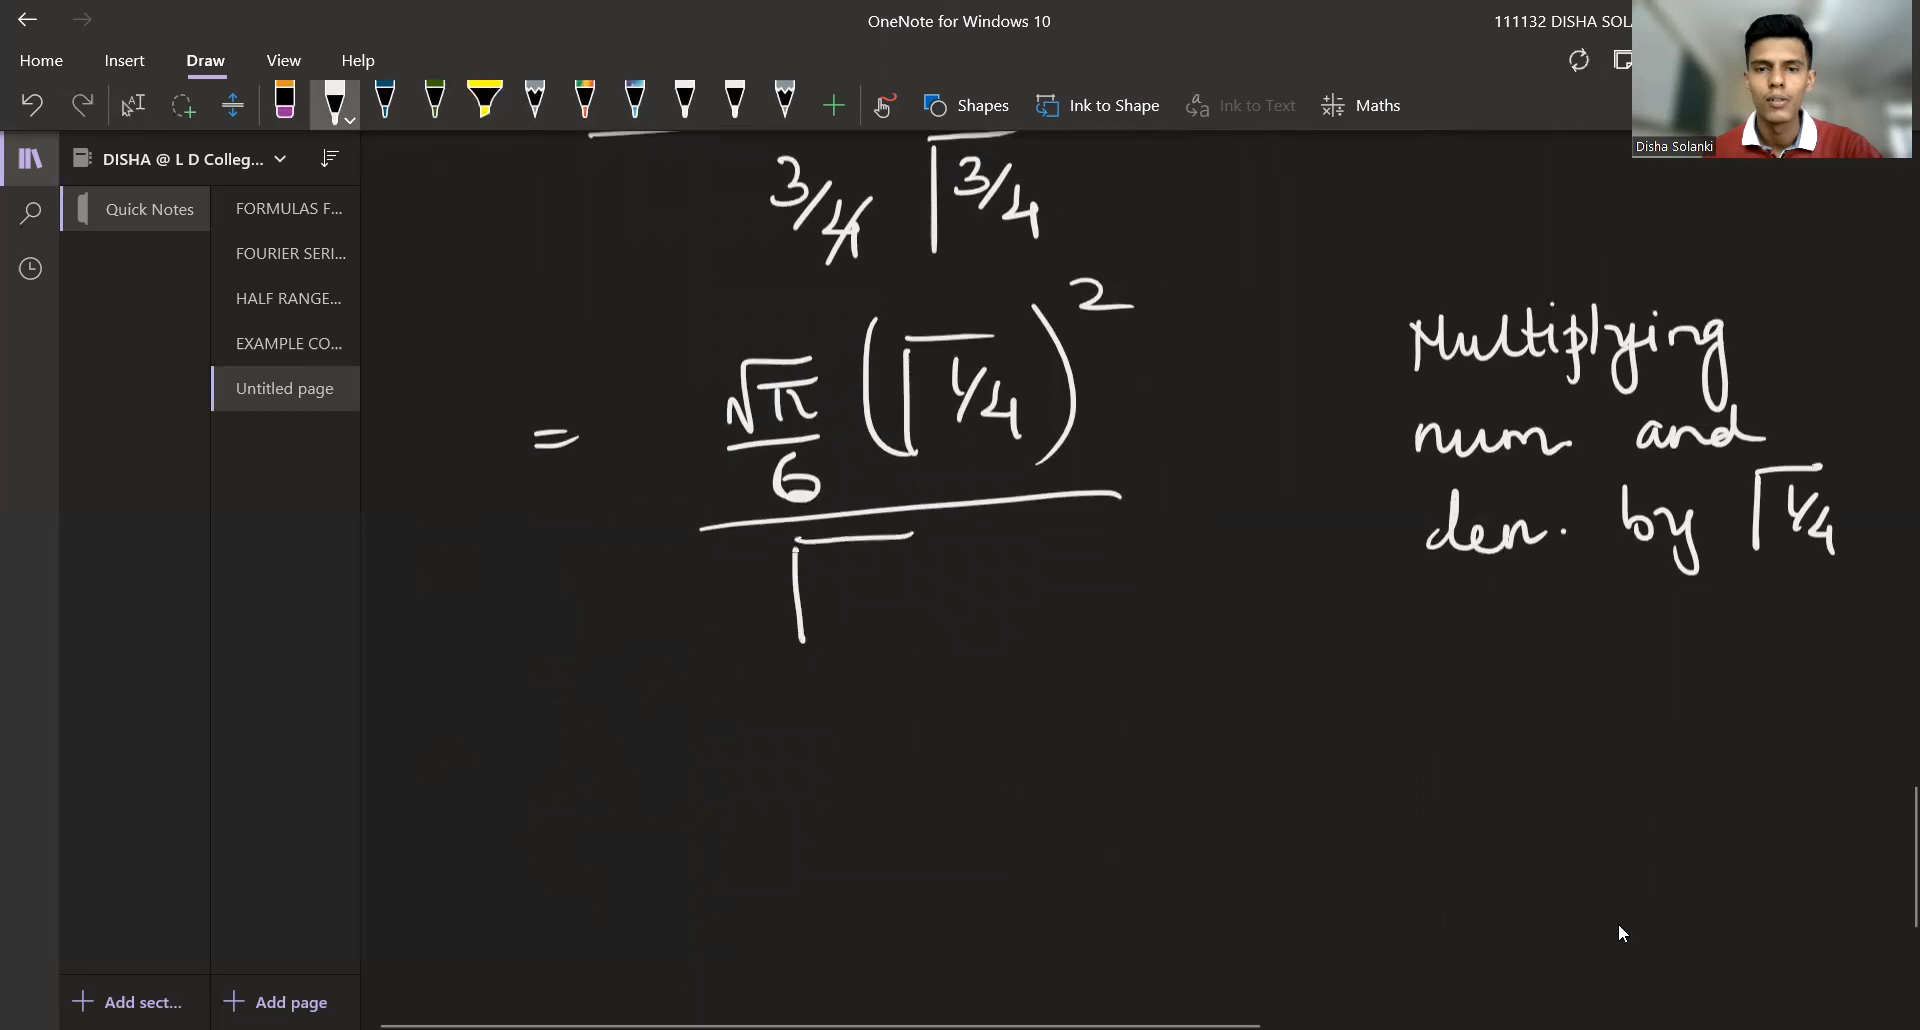 OneNote for Windows 10
111132 DISHA SOLA
Home Insert Draw View Help
Shapes Ink to Shape Ink to Text Maths
Disha Solanki
DISHA @ L D Colleg...
Quick Notes
FORMULAS F...
FOURIER SERI...
HALF RANGE...
EXAMPLE CO...
Untitled page
3/4 Γ3/4
= √π/6 (Γ1/4)²
Γ
Multiplying
num and
den. by Γ1/4
+ Add sect...
+ Add page